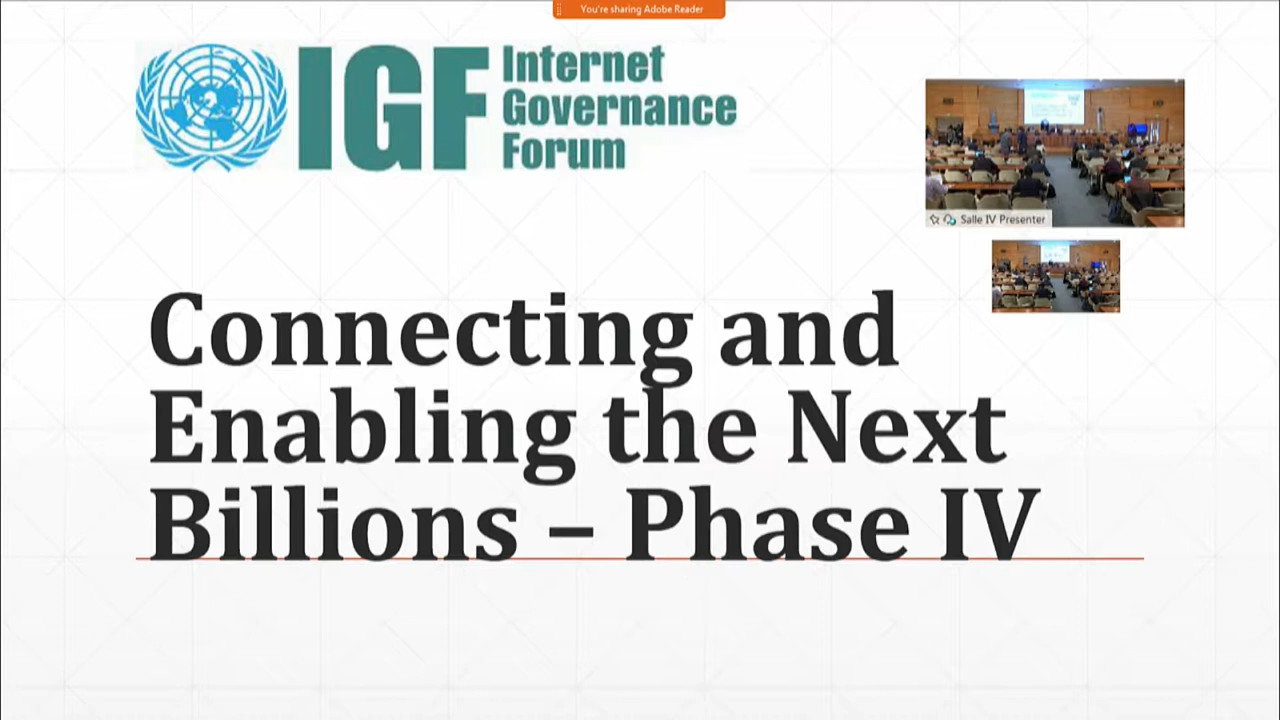 You're sharing Adobe Reader
IGF
Internet
Governance
Forum
Salle IV Presenter
Connecting and
Enabling the Next
Billions – Phase IV